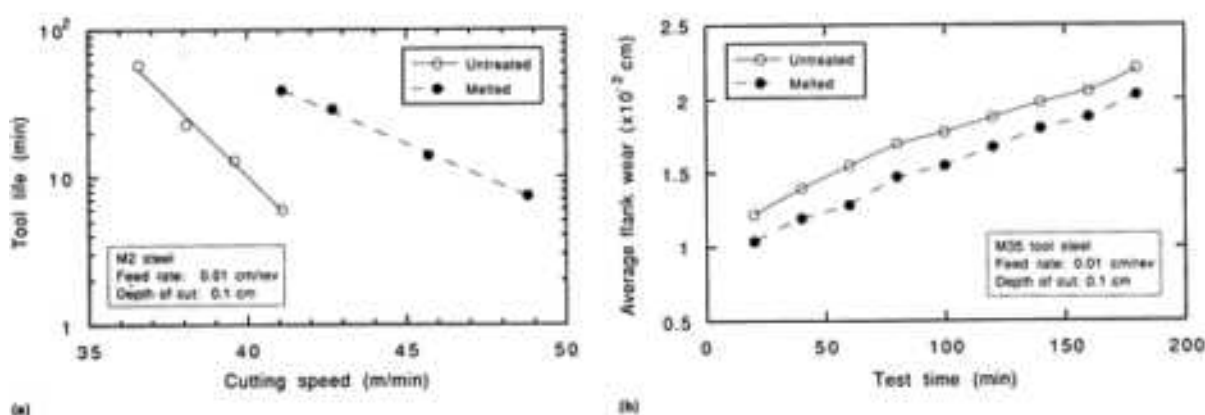 10²
10
1
Tool life (min)
Untreated
Melted
M2 steel
Feed rate: 0.01 cm/rev
Depth of cut: 0.1 cm
35 40 45 50
Cutting speed (m/min)
(a)
2.5
2
1.5
1
0.5
Average flank wear (x10⁻² cm)
Untreated
Melted
M35 tool steel
Feed rate: 0.01 cm/rev
Depth of cut: 0.1 cm
0 50 100 150 200
Test time (min)
(b)